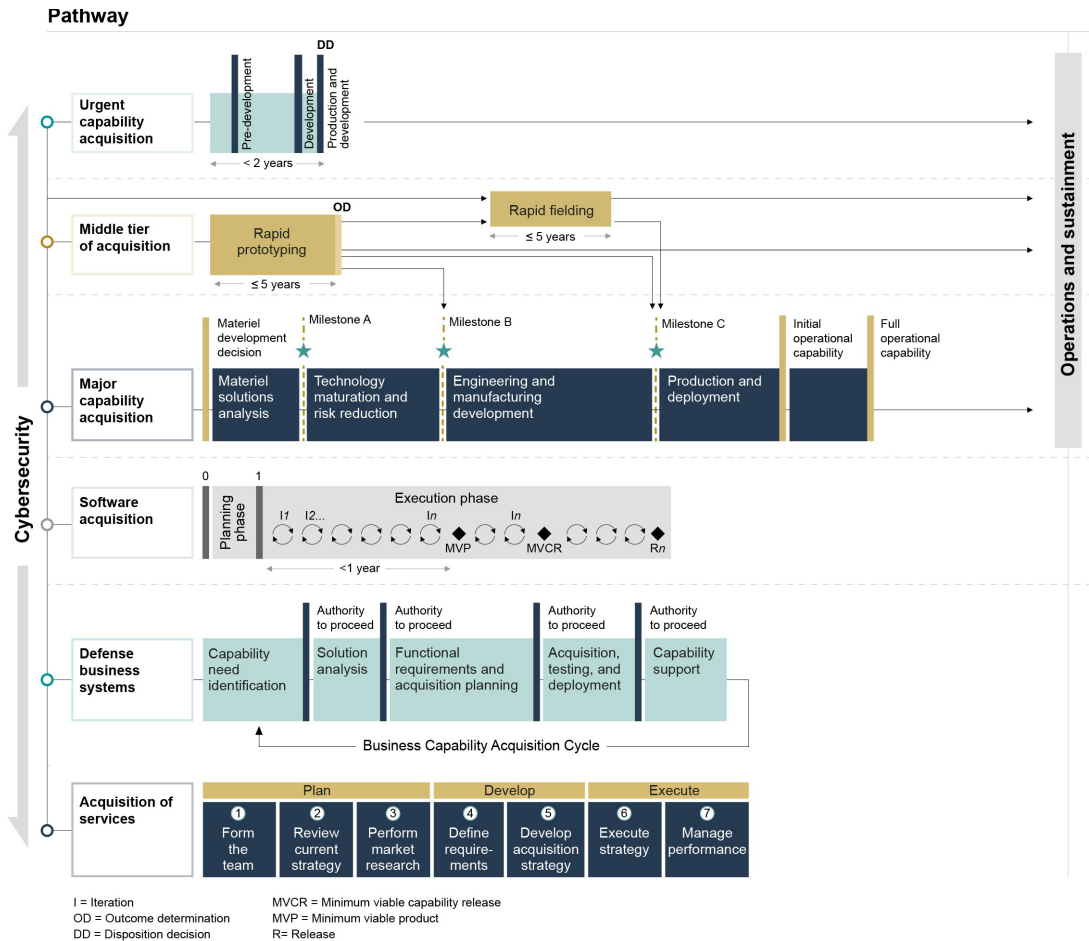 Pathway
Cybersecurity
Operations and sustainment
Urgent
capability
acquisition
Pre-development
Development
DD
Production and
development
< 2 years
Middle tier
of acquisition
Rapid
prototyping
OD
≤ 5 years
Rapid fielding
≤ 5 years
Major
capability
acquisition
Materiel
development
decision
Milestone A
Milestone B
Milestone C
Initial
operational
capability
Full
operational
capability
Materiel
solutions
analysis
Technology
maturation and
risk reduction
Engineering and
manufacturing
development
Production and
deployment
Software
acquisition
0
Planning
phase
1
Execution phase
I1
I2...
In
In
MVP
MVCR
Rn
<1 year
Defense
business
systems
Authority
to proceed
Authority
to proceed
Authority
to proceed
Authority
to proceed
Capability
need
identification
Solution
analysis
Functional
requirements and
acquisition planning
Acquisition,
testing, and
deployment
Capability
support
Business Capability Acquisition Cycle
Acquisition of
services
Plan
Develop
Execute
1
Form
the
team
2
Review
current
strategy
3
Perform
market
research
4
Define
require-
ments
5
Develop
acquisition
strategy
6
Execute
strategy
7
Manage
performance
I = Iteration
OD = Outcome determination
DD = Disposition decision
MVCR = Minimum viable capability release
MVP = Minimum viable product
R= Release